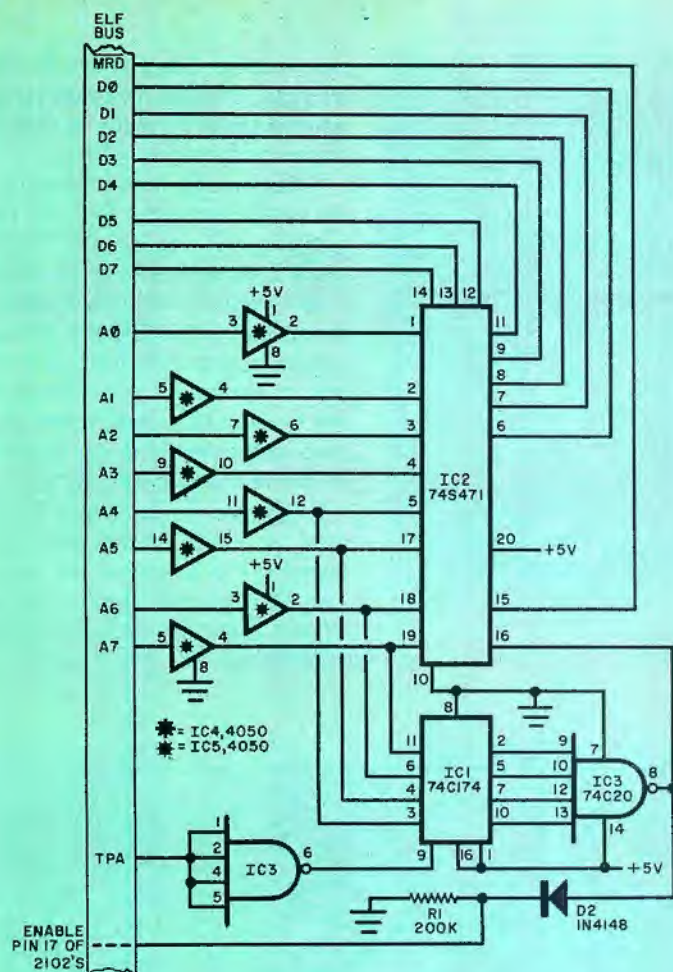 ELF
BUS
MRD
D0
D1
D2
D3
D4
D5
D6
D7
14 13 12
+5V
A0 3 1 2 1 11
8 9
A1 5 4 2 8
7
A2 7 6 3 6
A3 9 10 4
IC2
74S471
A4 11 12 5
A5 14 15 17 20 +5V
+5V
A6 3 1 2 18 15
A7 5 4 19 16
8
10
✷= IC4,4050
✷= IC5,4050
8
11 2 9 7
6 5 10
IC1
74C174
IC3
74C20
8
4 7 12
3 10 13
14
9 16 1 +5V
TPA
1
2
4
5
IC3
6
R1
200K
D2
1N4148
ENABLE
PIN 17 OF
2102'S